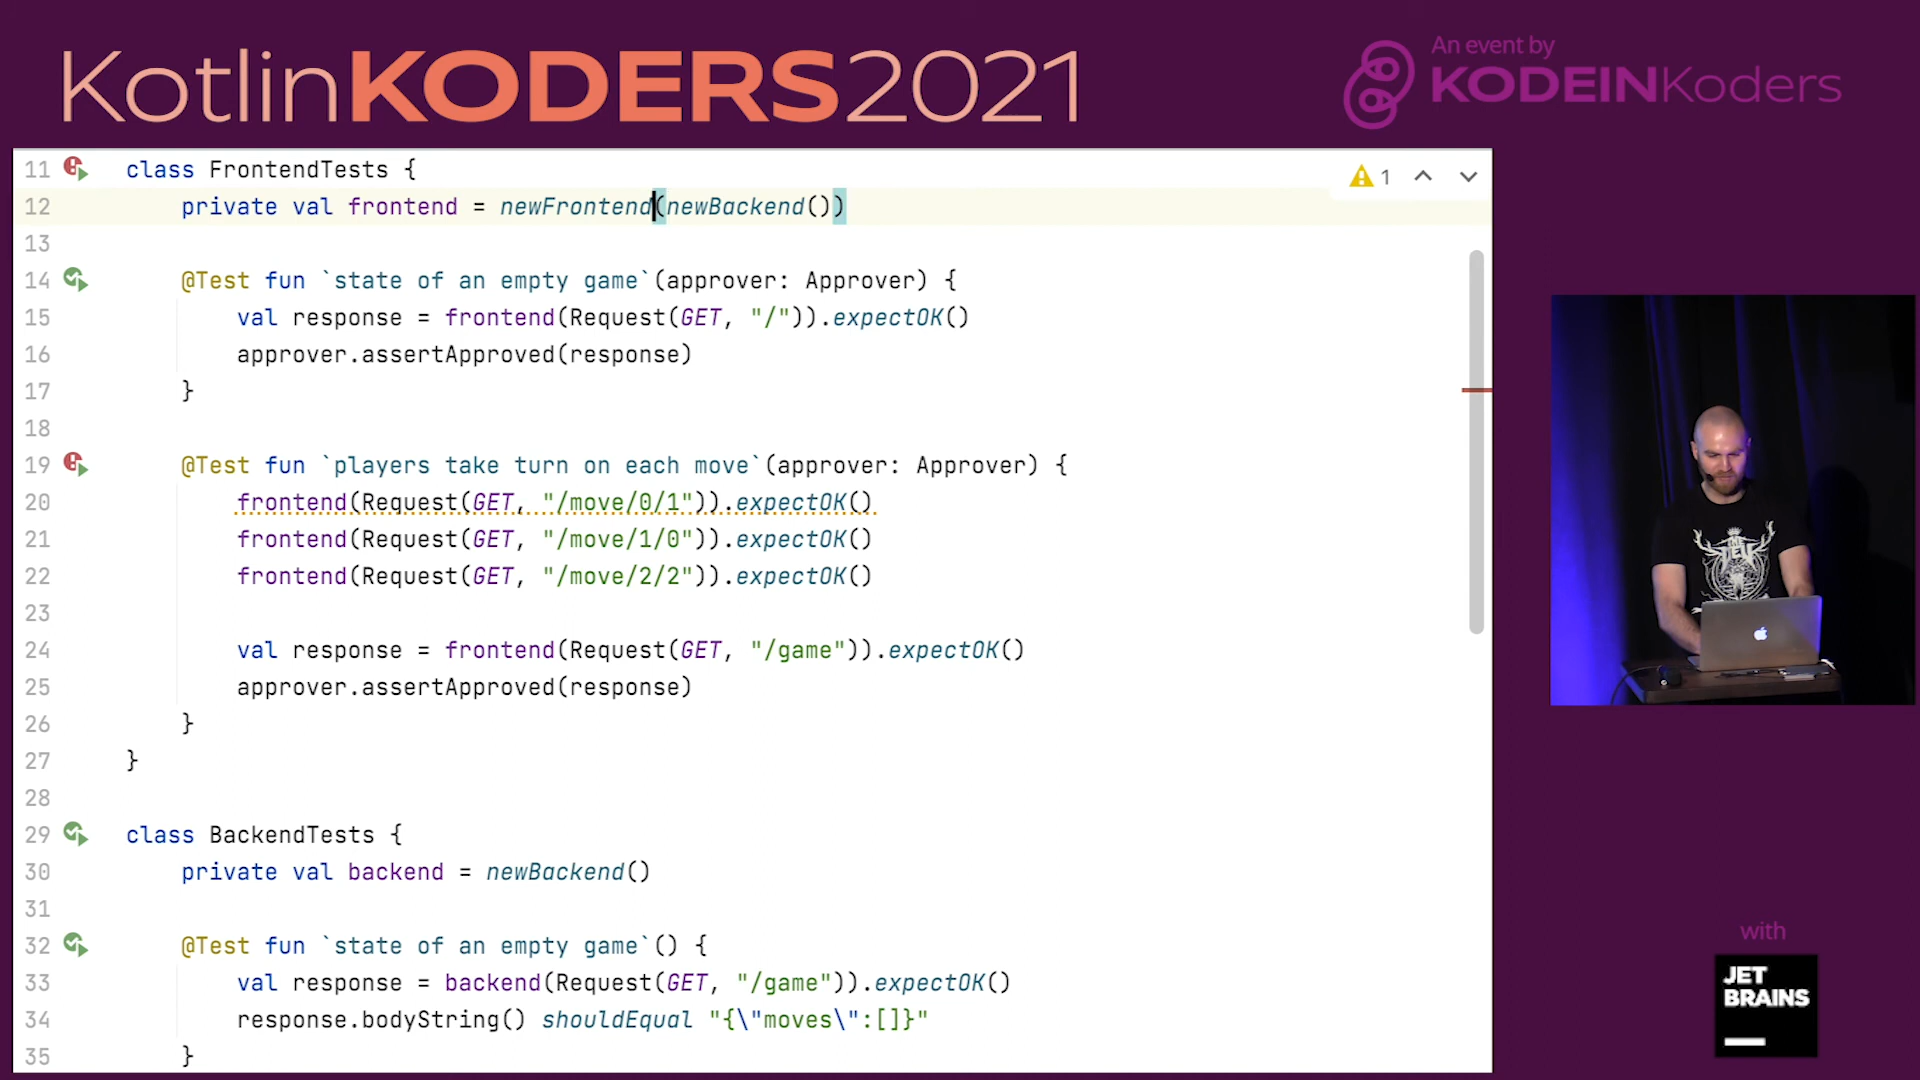 KotlinKODERS2021
An event by
KODEINKoders
11 class FrontendTests {
1
12 private val frontend = newFrontend(newBackend())
13
14 @Test fun `state of an empty game`(approver: Approver) {
15 val response = frontend(Request(GET, "/")).expectOK()
16 approver.assertApproved(response)
17 }
18
19 @Test fun `players take turn on each move`(approver: Approver) {
20 frontend(Request(GET, "/move/0/1")).expectOK()
21 frontend(Request(GET, "/move/1/0")).expectOK()
22 frontend(Request(GET, "/move/2/2")).expectOK()
23
24 val response = frontend(Request(GET, "/game")).expectOK()
25 approver.assertApproved(response)
26 }
27 }
28
29 class BackendTests {
30 private val backend = newBackend()
31
32 @Test fun `state of an empty game`() {
33 val response = backend(Request(GET, "/game")).expectOK()
34 response.bodyString() shouldEqual "{\"moves\":[]}"
35 }
with
JET
BRAINS